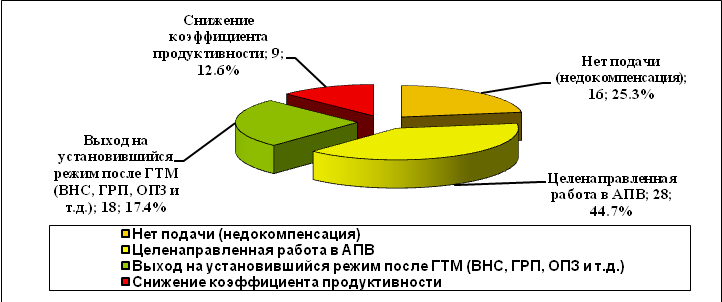 Снижение
коэффициента
продуктивности; 9;
12.6%
Нет подачи
(недокомпенсация);
16; 25.3%
Выход на
установившийся
режим после ГТМ
(ВНС, ГРП, ОПЗ и
т.д.); 18; 17.4%
Целенаправленная
работа в АПВ; 28;
44.7%
Нет подачи (недокомпенсация)
Целенаправленная работа в АПВ
Выход на установившийся режим после ГТМ (ВНС, ГРП, ОПЗ и т.д.)
Снижение коэффициента продуктивности